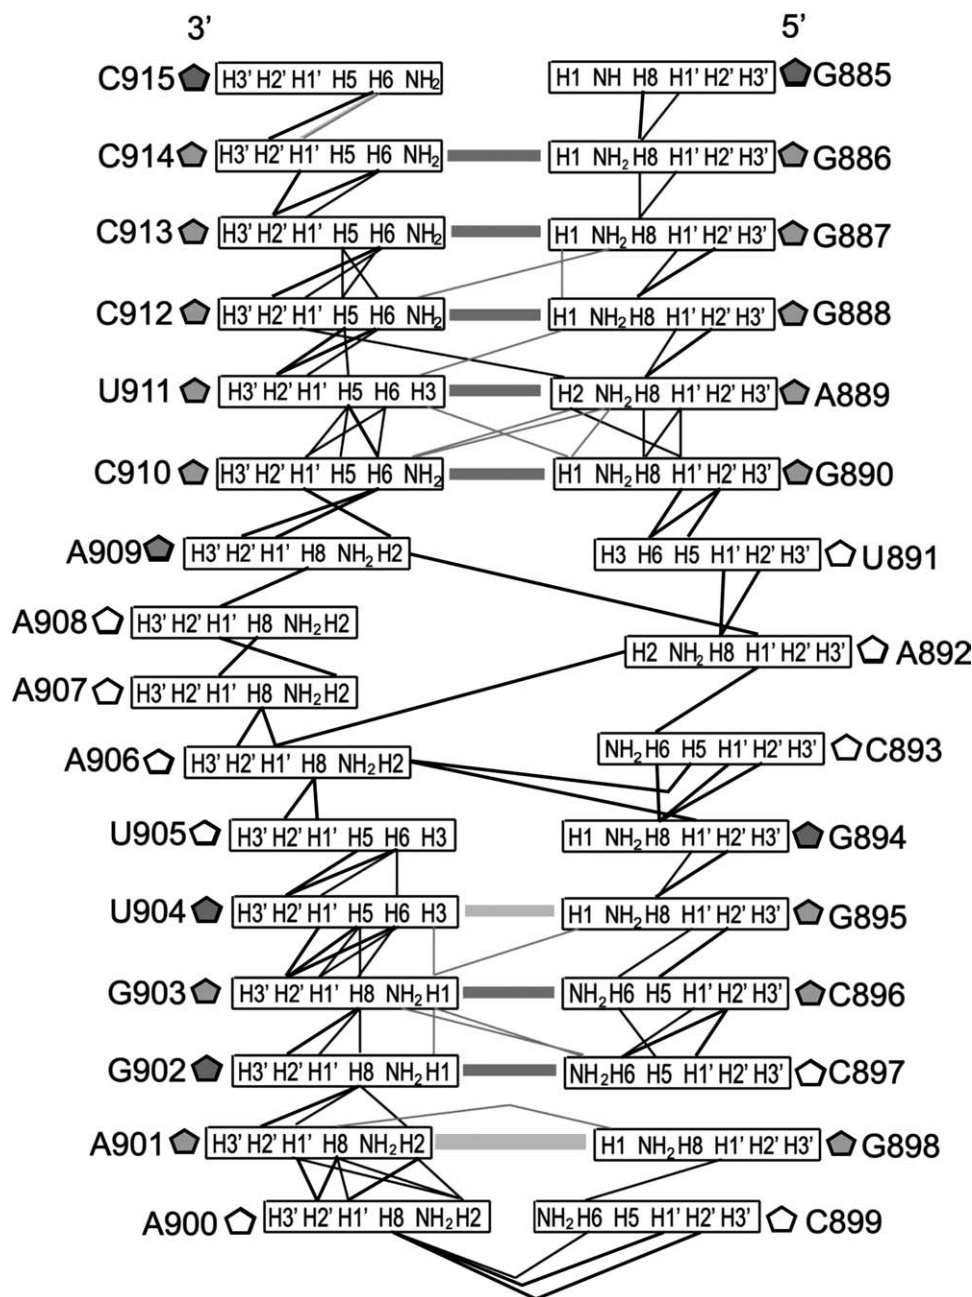 3’ 5’
C915 H3’ H2’ H1’ H5 H6 NH2 H1 NH H8 H1’ H2’ H3’ G885
C914 H3’ H2’ H1’ H5 H6 NH2 H1 NH2 H8 H1’ H2’ H3’ G886
C913 H3’ H2’ H1’ H5 H6 NH2 H1 NH2 H8 H1’ H2’ H3’ G887
C912 H3’ H2’ H1’ H5 H6 NH2 H1 NH2 H8 H1’ H2’ H3’ G888
U911 H3’ H2’ H1’ H5 H6 H3 H2 NH2 H8 H1’ H2’ H3’ A889
C910 H3’ H2’ H1’ H5 H6 NH2 H1 NH2 H8 H1’ H2’ H3’ G890
A909 H3’ H2’ H1’ H8 NH2 H2 H3 H6 H5 H1’ H2’ H3’ U891
A908 H3’ H2’ H1’ H8 NH2 H2
H2 NH2 H8 H1’ H2’ H3’ A892
A907 H3’ H2’ H1’ H8 NH2 H2
A906 H3’ H2’ H1’ H8 NH2 H2 NH2 H6 H5 H1’ H2’ H3’ C893
U905 H3’ H2’ H1’ H5 H6 H3 H1 NH2 H8 H1’ H2’ H3’ G894
U904 H3’ H2’ H1’ H5 H6 H3 H1 NH2 H8 H1’ H2’ H3’ G895
G903 H3’ H2’ H1’ H8 NH2 H1 NH2 H6 H5 H1’ H2’ H3’ C896
G902 H3’ H2’ H1’ H8 NH2 H1 NH2 H6 H5 H1’ H2’ H3’ C897
A901 H3’ H2’ H1’ H8 NH2 H2 H1 NH2 H8 H1’ H2’ H3’ G898
A900 H3’ H2’ H1’ H8 NH2 H2 NH2 H6 H5 H1’ H2’ H3’ C899